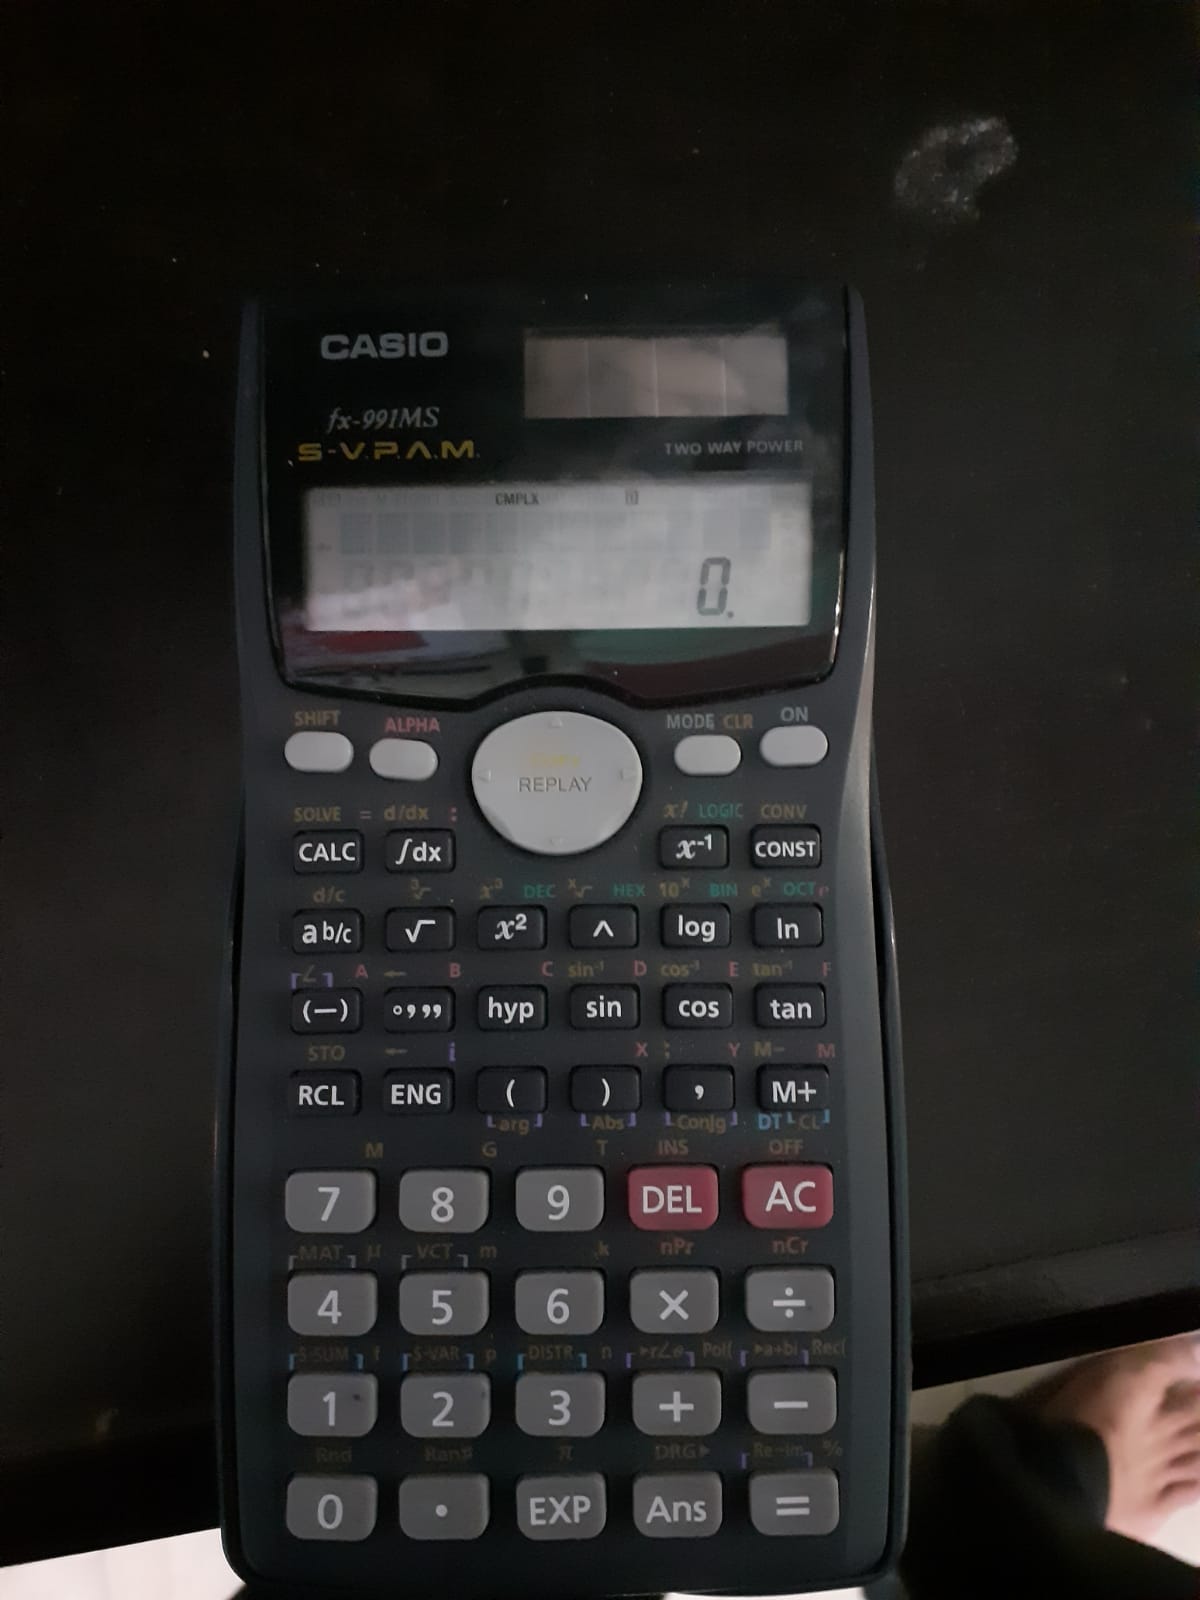 CASIO
fx-991MS
S-V.P.A.M.
TWO WAY POWER
CMPLX D
0.
SHIFT ALPHA MODE CLR ON
REPLAY
SOLVE = d/dx : x! LOGIC CONV
CALC ∫dx x⁻¹ CONST
d/c ³√ x³ DEC ˣ√ HEX 10ˣ BIN eˣ OCT e
a b/c √ x² ^ log ln
∠ A ← B C sin⁻¹ D cos⁻¹ E tan⁻¹ F
(−) ° ’ ” hyp sin cos tan
STO ← i X ; Y M− M
RCL ENG ( ) , M+
arg Abs Conjg DT CL
M G T INS OFF
7 8 9 DEL AC
MAT μ VCT m k nPr nCr
4 5 6 × ÷
S-SUM f S-VAR p DISTR n ▸r∠θ Pol( ▸a+bi Rec(
1 2 3 + −
Rnd Ran# π DRG▸ Re-Im %
0 . EXP Ans =